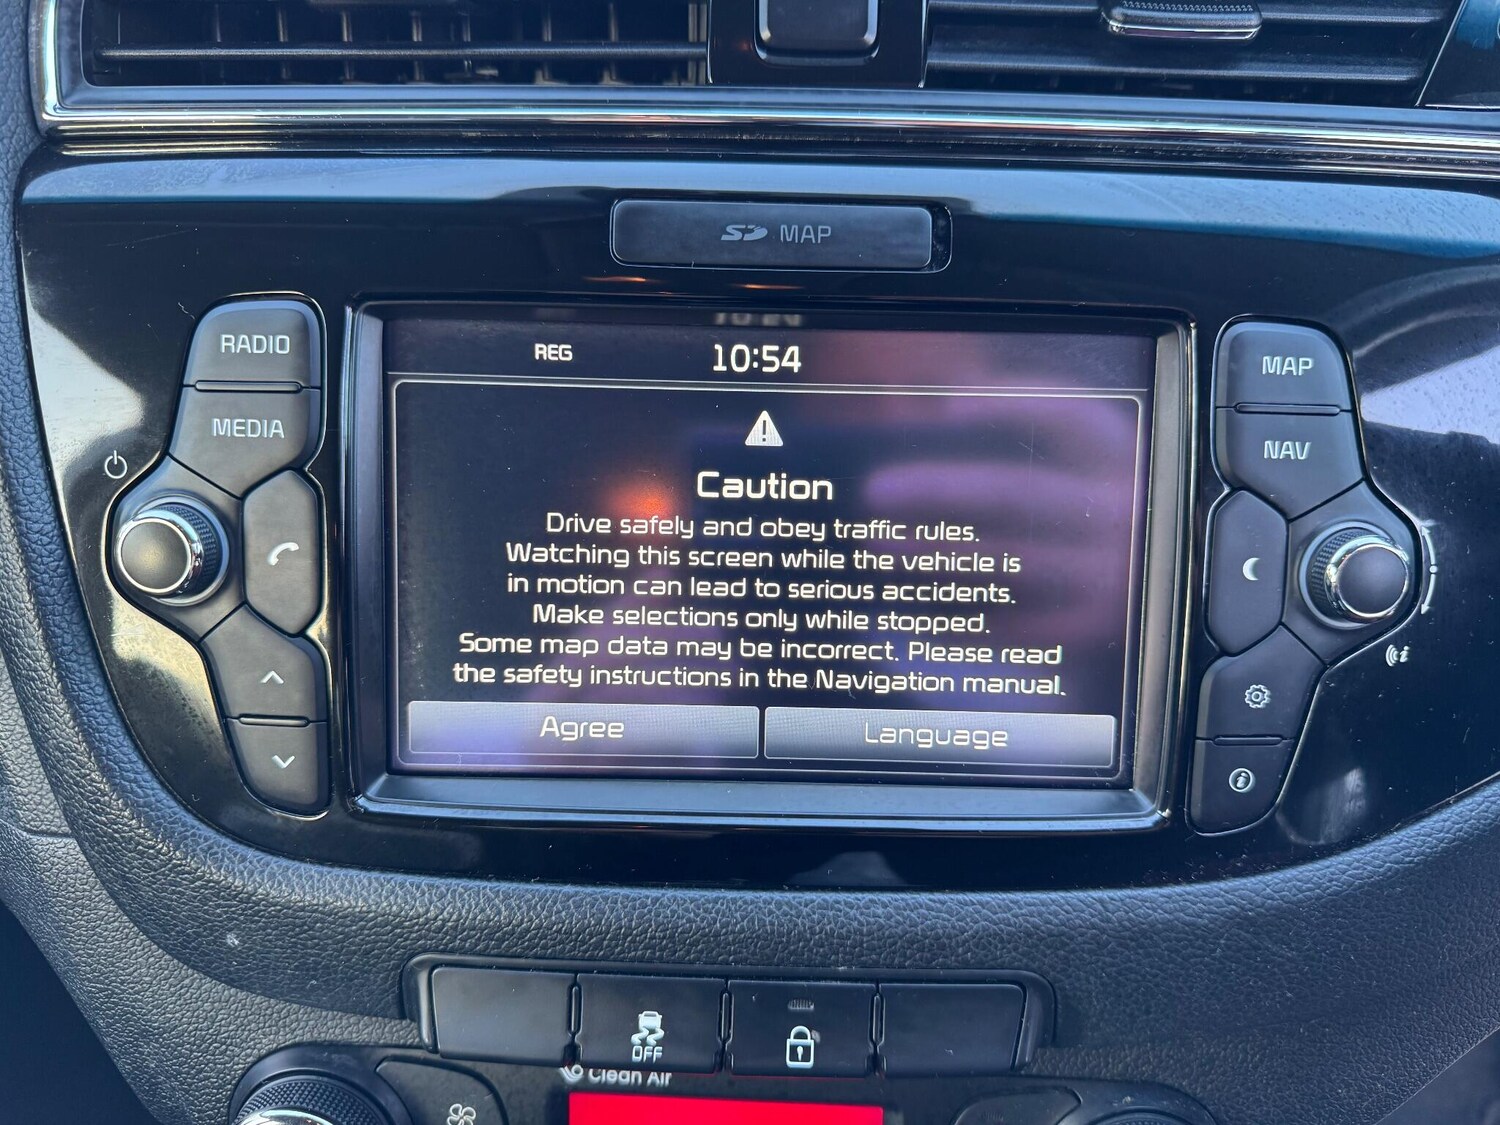 SD MAP
RADIO
MEDIA
REG
10:54
Caution
Drive safely and obey traffic rules.
Watching this screen while the vehicle is
in motion can lead to serious accidents.
Make selections only while stopped.
Some map data may be incorrect. Please read
the safety instructions in the Navigation manual.
Agree
Language
MAP
NAV
OFF
Clean Air